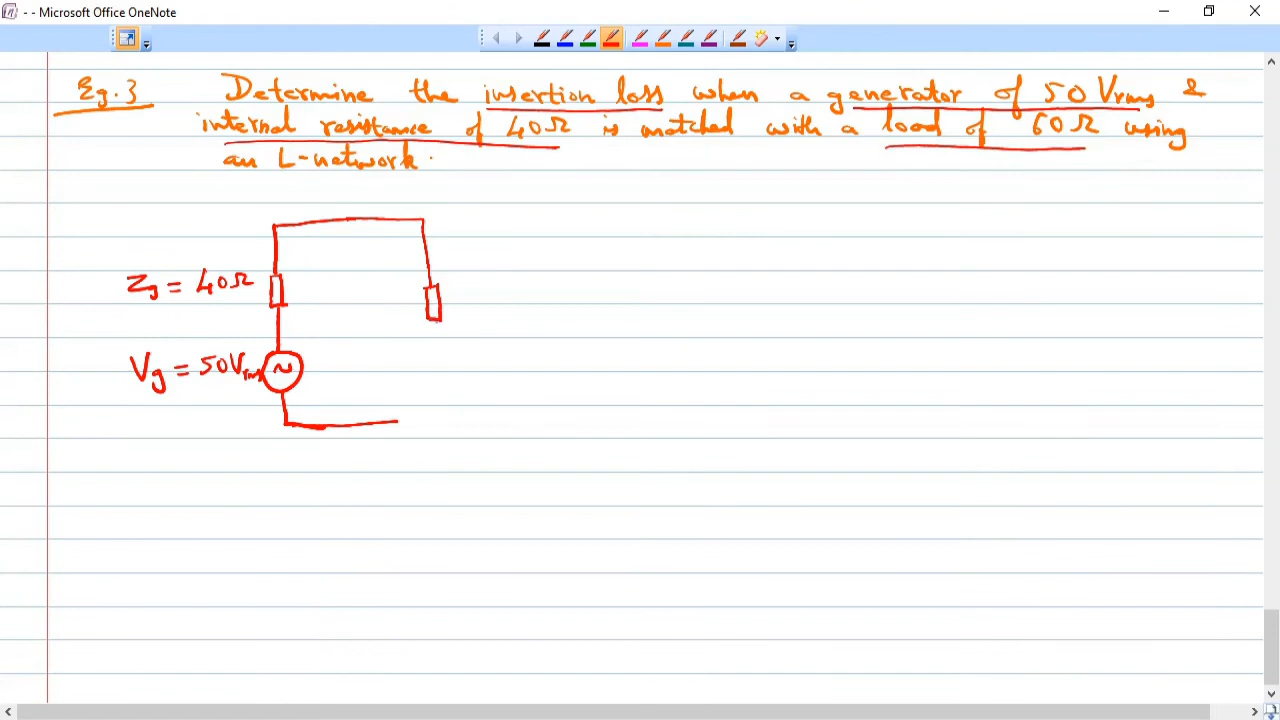 - - Microsoft Office OneNote
Eg. 3 Determine the insertion loss when a generator of 50 Vrms &
internal resistance of 40Ω is matched with a load of 60Ω using
an L-network.
Zg = 40Ω
Vg = 50Vrms
~